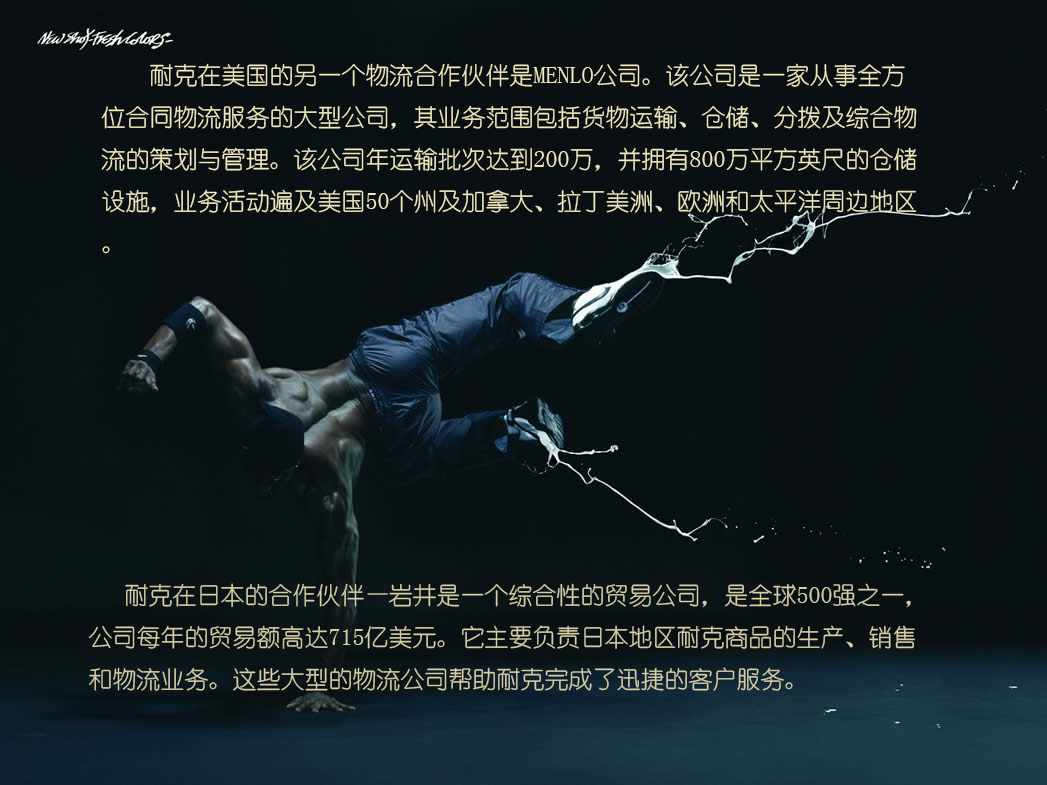 New Shox Fresh Colors
耐克在美国的另一个物流合作伙伴是MENLO公司。该公司是一家从事全方
位合同物流服务的大型公司，其业务范围包括货物运输、仓储、分拨及综合物
流的策划与管理。该公司年运输批次达到200万，并拥有800万平方英尺的仓储
设施，业务活动遍及美国50个州及加拿大、拉丁美洲、欧洲和太平洋周边地区
。
耐克在日本的合作伙伴—岩井是一个综合性的贸易公司，是全球500强之一，
公司每年的贸易额高达715亿美元。它主要负责日本地区耐克商品的生产、销售
和物流业务。这些大型的物流公司帮助耐克完成了迅捷的客户服务。